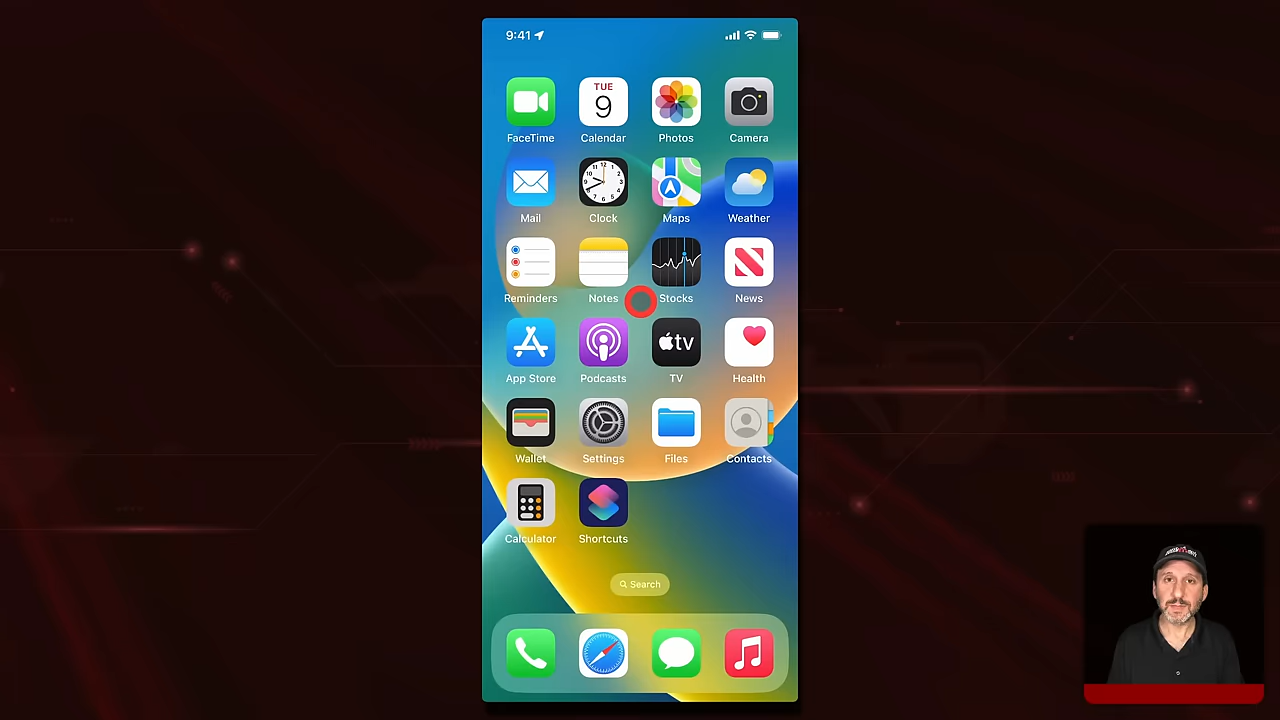 9:41
FaceTime
TUE
9
Calendar
Photos
Camera
Mail
Clock
Maps
Weather
Reminders
Notes
Stocks
News
App Store
Podcasts
tv
TV
Health
Wallet
Settings
Files
Contacts
Calculator
Shortcuts
Search